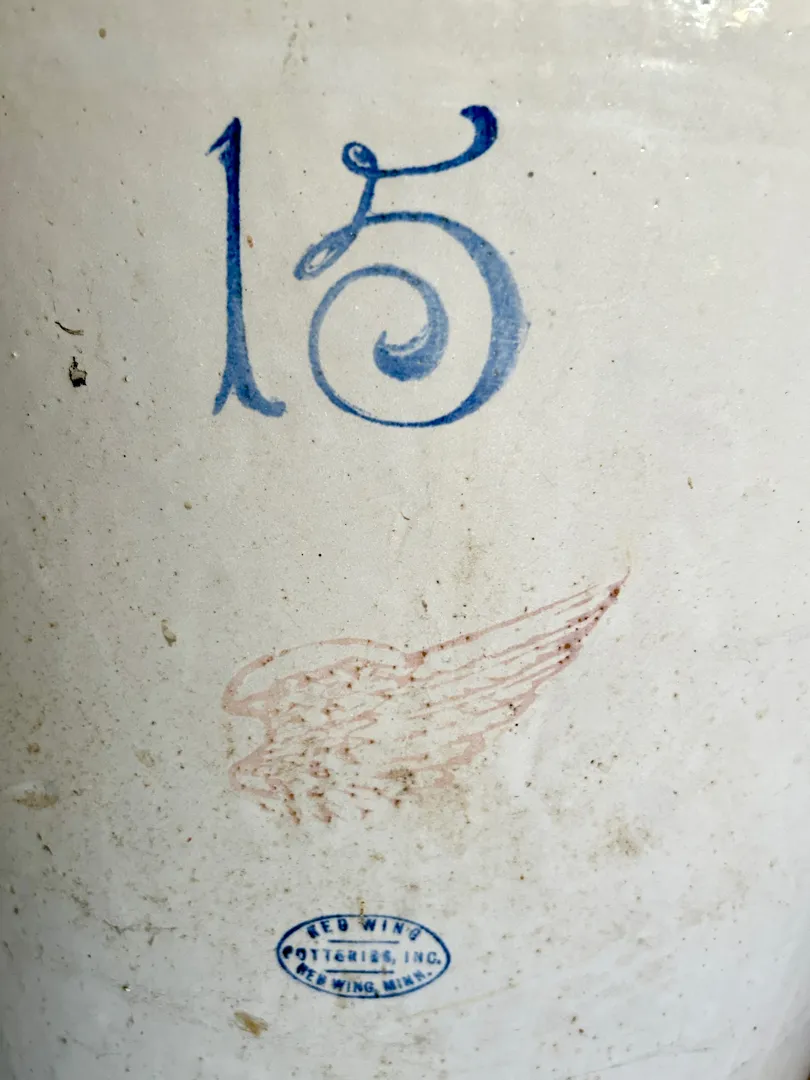 15
RED WING
POTTERIES, INC.
RED WING, MINN.